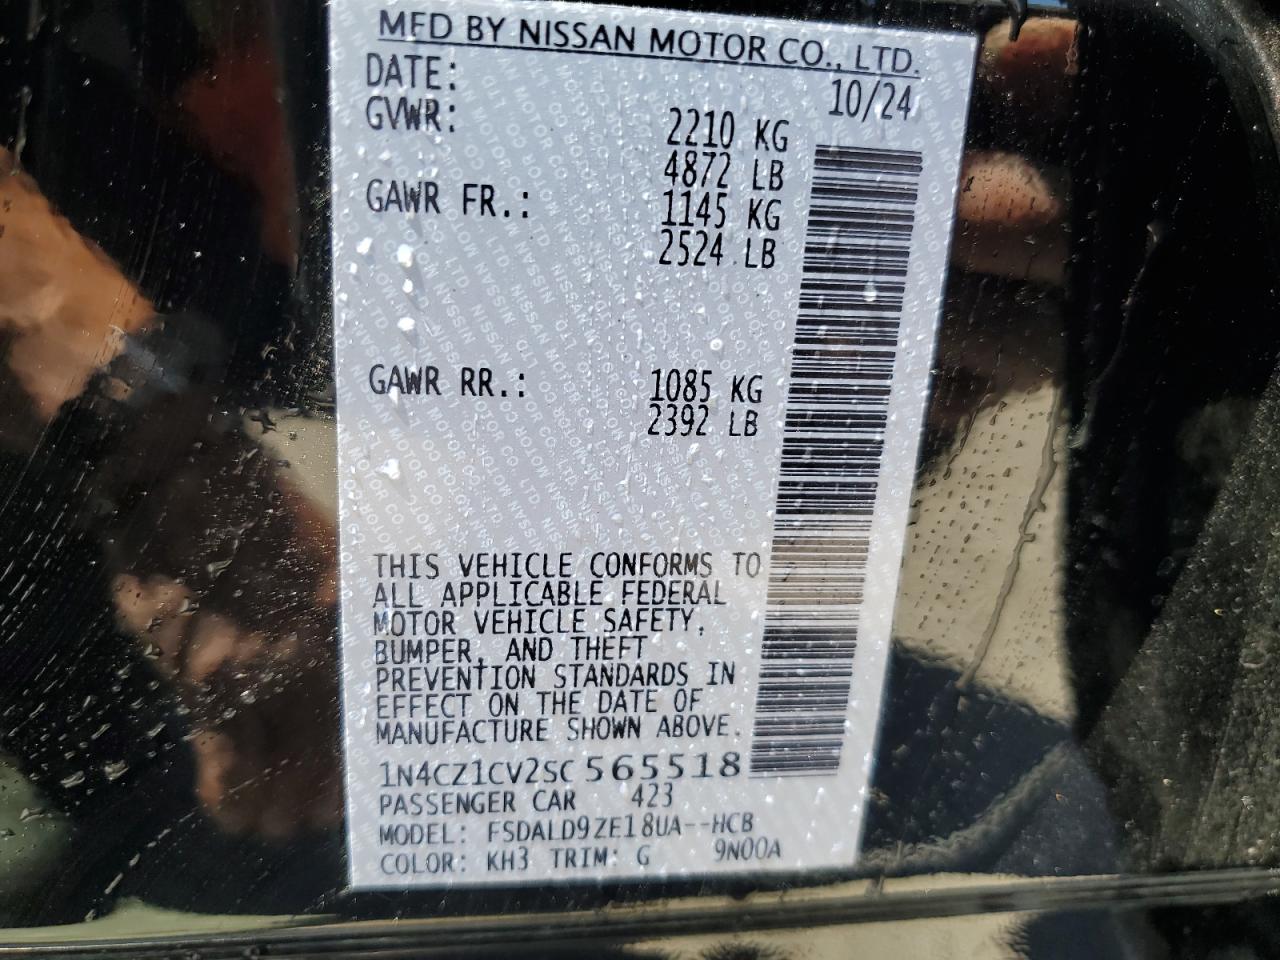 MFD BY NISSAN MOTOR CO., LTD.
DATE: 10/24
GVWR: 2210 KG
4872 LB
GAWR FR.: 1145 KG
2524 LB
GAWR RR.: 1085 KG
2392 LB
THIS VEHICLE CONFORMS TO
ALL APPLICABLE FEDERAL
MOTOR VEHICLE SAFETY,
BUMPER, AND THEFT
PREVENTION STANDARDS IN
EFFECT ON THE DATE OF
MANUFACTURE SHOWN ABOVE.
1N4CZ1CV2SC565518
PASSENGER CAR 423
MODEL: FSDALD9ZE18UA--HCB
COLOR: KH3 TRIM: G 9N00A